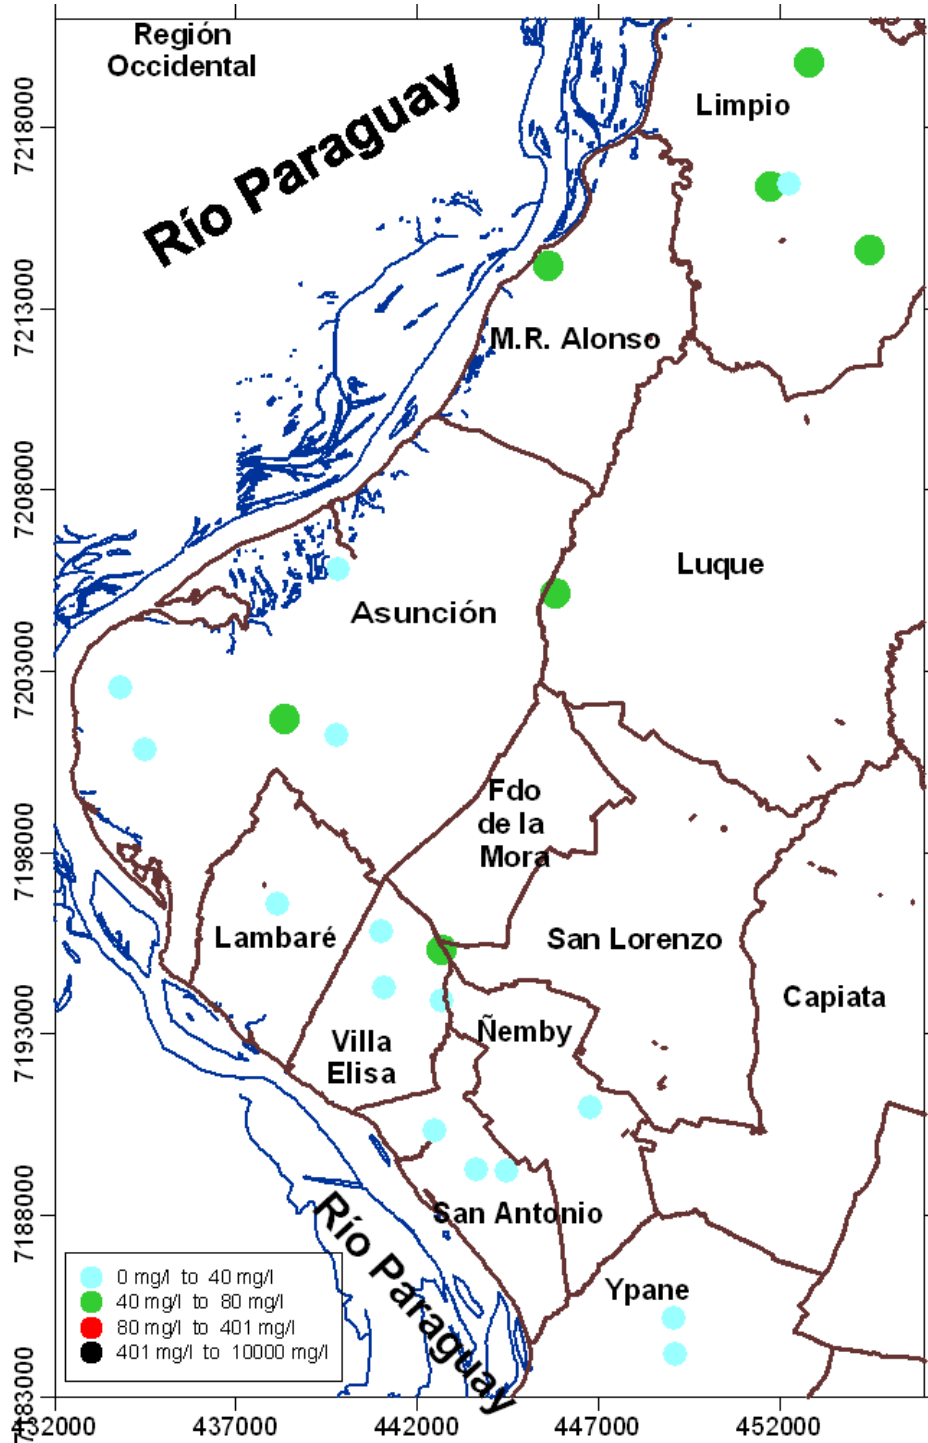 Región
Occidental
Río Paraguay
Limpio
M.R. Alonso
Luque
Asunción
Fdo
de la
Mora
Lambaré
San Lorenzo
Capiata
Villa
Elisa
Ñemby
San Antonio
Río Paraguay
Ypane
0 mg/l to 40 mg/l
40 mg/l to 80 mg/l
80 mg/l to 401 mg/l
401 mg/l to 10000 mg/l
7218000
7213000
7208000
7203000
7198000
7193000
7188000
7183000
432000
437000
442000
447000
452000